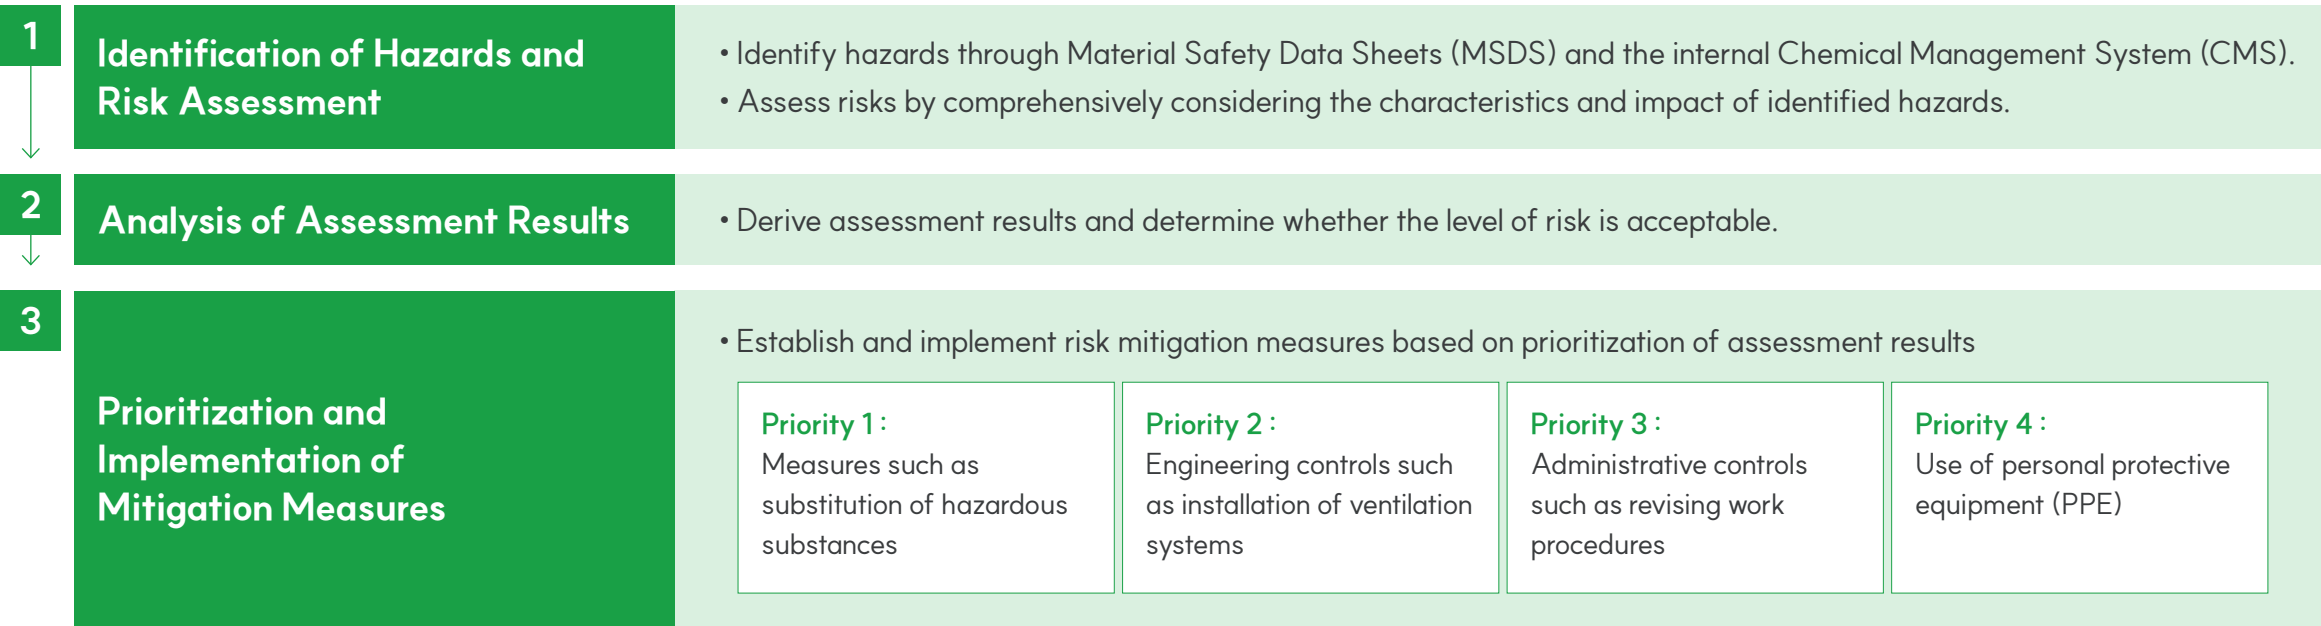 1
Identification of Hazards and
Risk Assessment
• Identify hazards through Material Safety Data Sheets (MSDS) and the internal Chemical Management System (CMS).
• Assess risks by comprehensively considering the characteristics and impact of identified hazards.
2
Analysis of Assessment Results
• Derive assessment results and determine whether the level of risk is acceptable.
3
Prioritization and
Implementation of
Mitigation Measures
• Establish and implement risk mitigation measures based on prioritization of assessment results
Priority 1 :
Measures such as
substitution of hazardous
substances
Priority 2 :
Engineering controls such
as installation of ventilation
systems
Priority 3 :
Administrative controls
such as revising work
procedures
Priority 4 :
Use of personal protective
equipment (PPE)